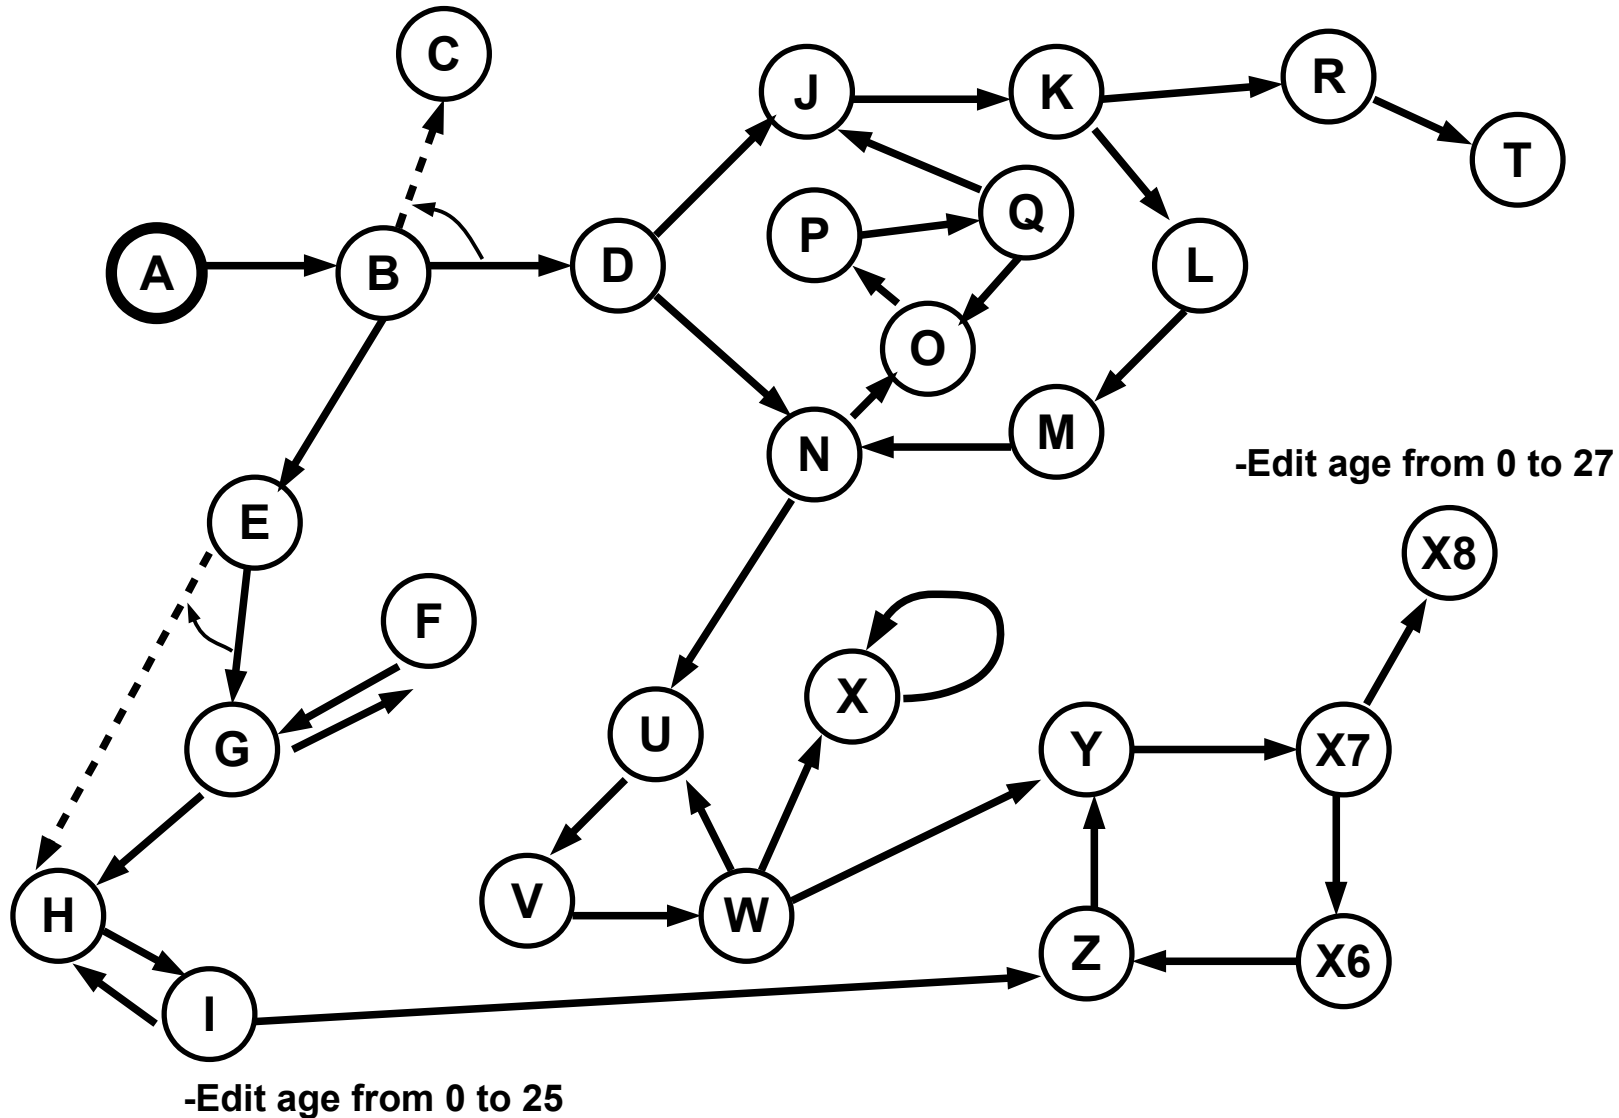 C
J
K
R
T
P
Q
A
B
D
L
O
N
M
-Edit age from 0 to 27
E
X8
F
X
G
U
Y
X7
H
V
W
Z
X6
I
-Edit age from 0 to 25